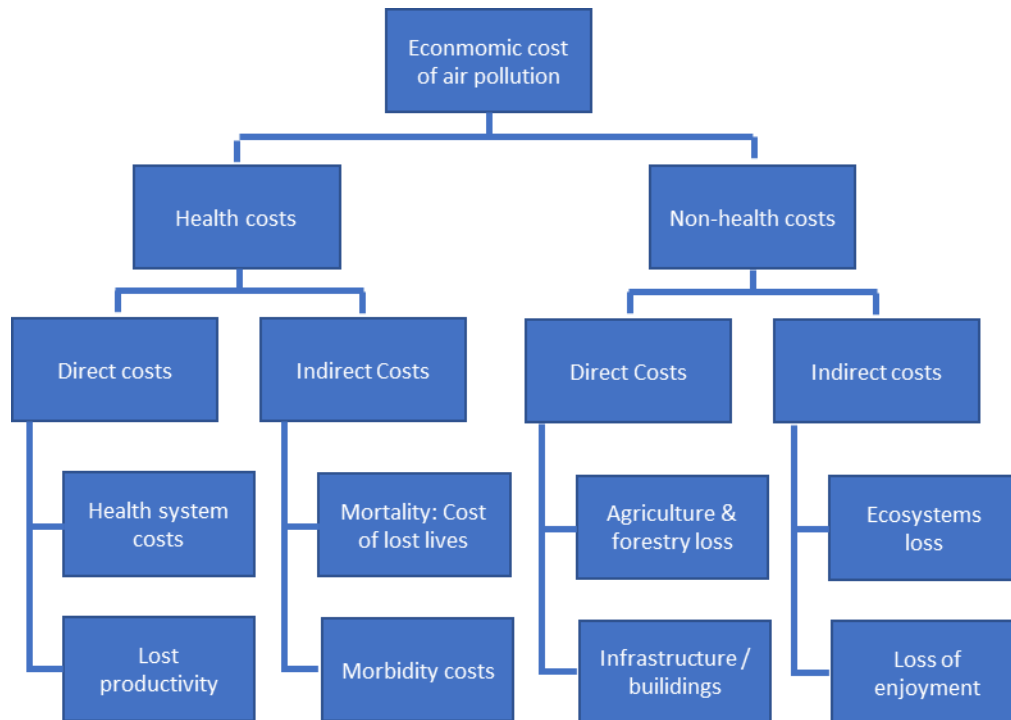 Econmomic cost
of air pollution
Health costs
Non-health costs
Direct costs
Indirect Costs
Direct Costs
Indirect costs
Health system
costs
Mortality: Cost
of lost lives
Agriculture &
forestry loss
Ecosystems
loss
Lost
productivity
Morbidity costs
Infrastructure /
builidings
Loss of
enjoyment